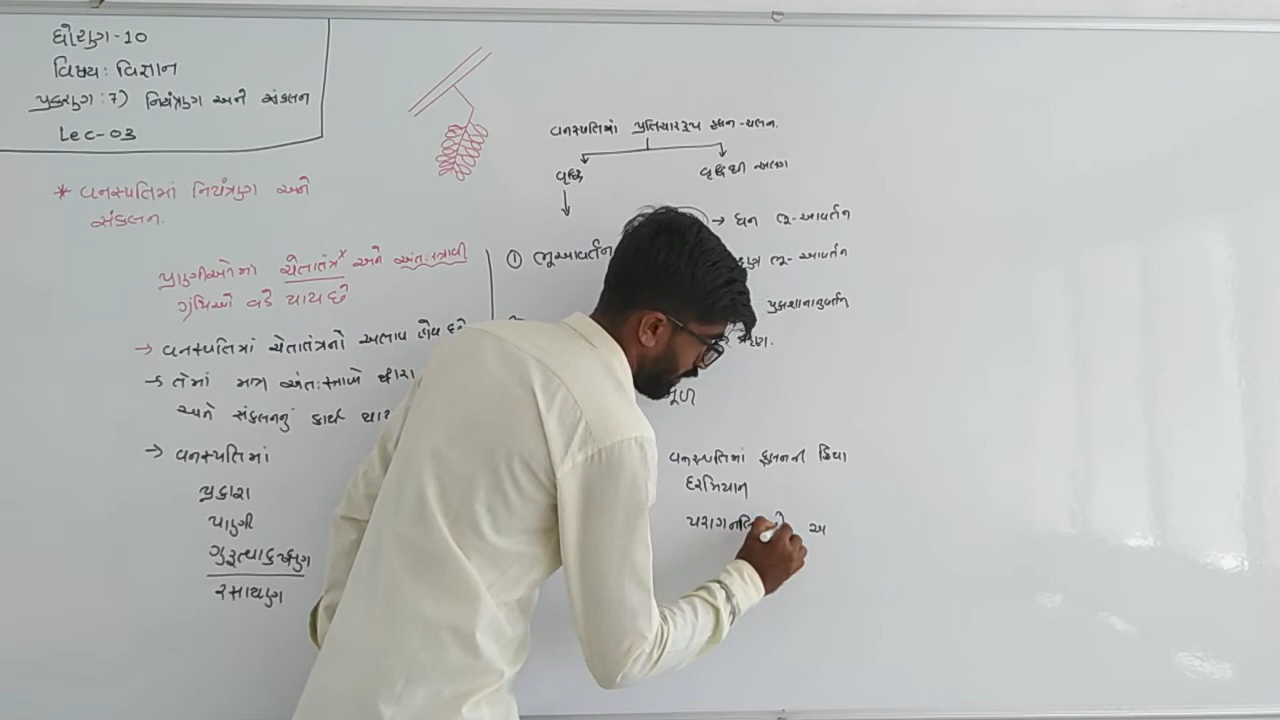 ધોરણ-10
વિષય: વિજ્ઞાન
પ્રકરણ: 7) નિયંત્રણ અને સંકલન
Lec-03
* વનસ્પતિમાં નિયંત્રણ અને
સંકલન.
પ્રાણીઓમાં ચેતાતંત્ર અને અંત:સ્ત્રાવી
ગ્રંથિઓ વડે થાય છે
→ વનસ્પતિમાં ચેતાતંત્રનો અભાવ હોય છે
→ તેમાં માત્ર અંત:સ્ત્રાવો દ્વારા
અને સંકલનનું કાર્ય થાય
→ વનસ્પતિમાં
પ્રકાશ
પાણી
ગુરુત્વાકર્ષણ
રસાયણ
વનસ્પતિમાં પ્રતિચારરૂપ હલન-ચલન.
વૃદ્ધિ વૃદ્ધિથી અલગ
① ભૂઆવર્તન → ધન ભૂ-આવર્તન
ભૂ-આવર્તન
પ્રકાશાનુવર્તન
વનસ્પતિમાં ફલનની ક્રિયા
દરમિયાન
પરાગનલિ અ